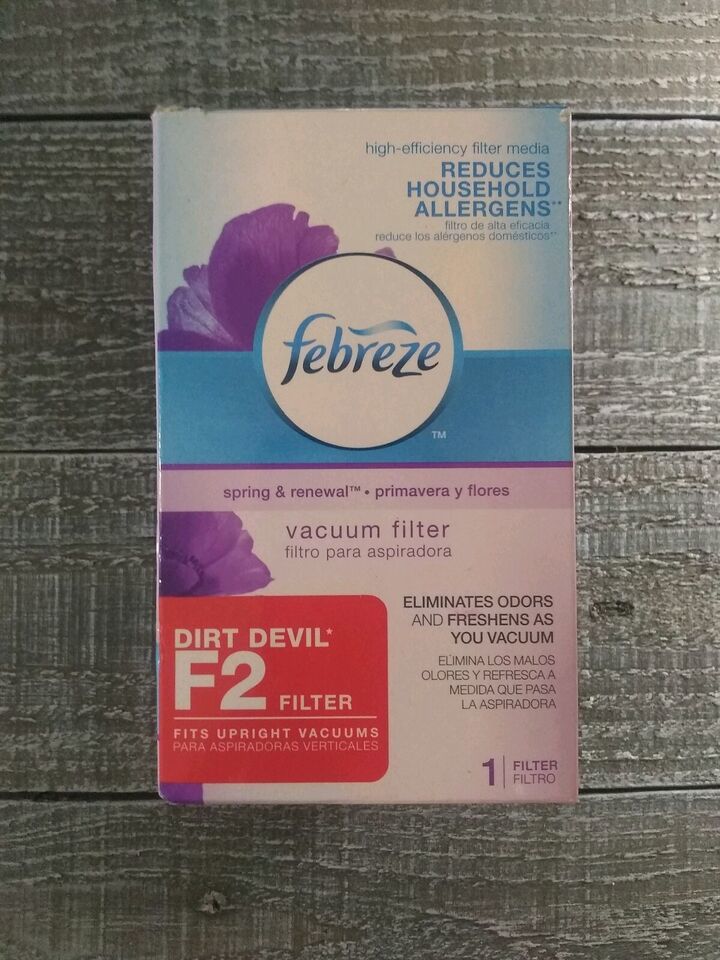 high-efficiency filter media
REDUCES
HOUSEHOLD
ALLERGENS**
filtro de alta eficacia
reduce los alérgenos domésticos**
febreze
TM
spring & renewal™ • primavera y flores
vacuum filter
filtro para aspiradora
DIRT DEVIL*
F2 FILTER
FITS UPRIGHT VACUUMS
PARA ASPIRADORAS VERTICALES
ELIMINATES ODORS
AND FRESHENS AS
YOU VACUUM
ELIMINA LOS MALOS
OLORES Y REFRESCA A
MEDIDA QUE PASA
LA ASPIRADORA
1 FILTER
FILTRO